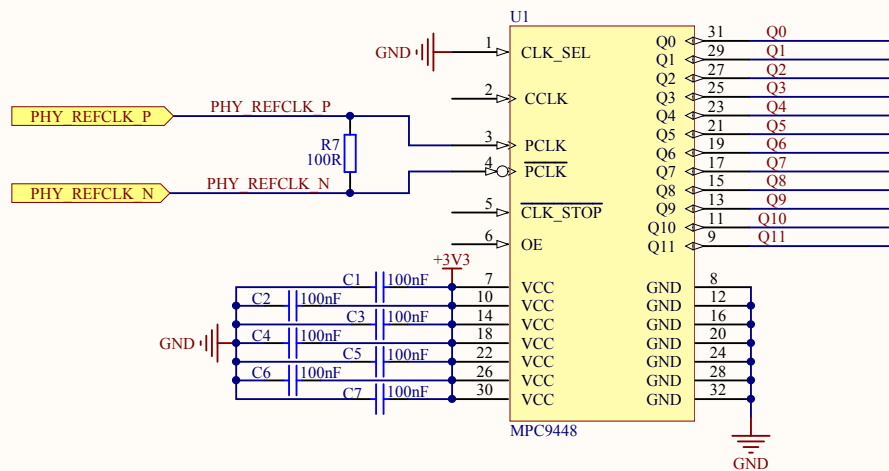 U1
31 Q0
GND 1 CLK_SEL Q0 29 Q1
Q1 27 Q2
2 CCLK Q2 25 Q3
Q3 23 Q4
PHY_REFCLK_P PHY_REFCLK_P Q4 21 Q5
R7 3 PCLK Q5 19 Q6
100R Q6 17 Q7
4 PCLK Q7 15 Q8
PHY_REFCLK_N PHY_REFCLK_N Q8 13 Q9
5 CLK_STOP Q9 11 Q10
Q10 9 Q11
6 OE Q11
+3V3
C1 100nF 7 VCC GND 8
C2 100nF 10 VCC GND 12
C3 100nF 14 VCC GND 16
GND C4 100nF 18 VCC GND 20
C5 100nF 22 VCC GND 24
C6 100nF 26 VCC GND 28
C7 100nF 30 VCC GND 32
MPC9448
GND